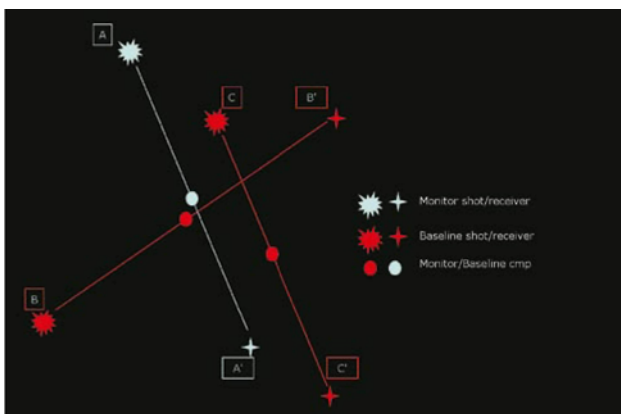 A
C
B'
Monitor shot/receiver
Baseline shot/receiver
Monitor/Baseline cmp
B
A'
C'